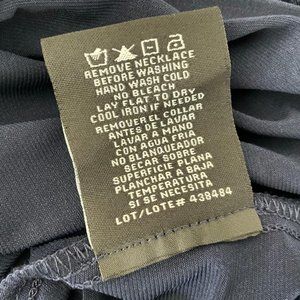 REMOVE NECKLACE
BEFORE WASHING
HAND WASH COLD
NO BLEACH
LAY FLAT TO DRY
COOL IRON IF NEEDED
REMOVER EL COLLAR
ANTES DE LAVAR
LAVAR A MANO
CON AGUA FRIA
NO BLANQUEADOR
SECAR SOBRE
SUPERFICIE PLANA
PLANCHAR A BAJA
TEMPERATURA
SI SE NECESITA
LOT/LOTE# 439484